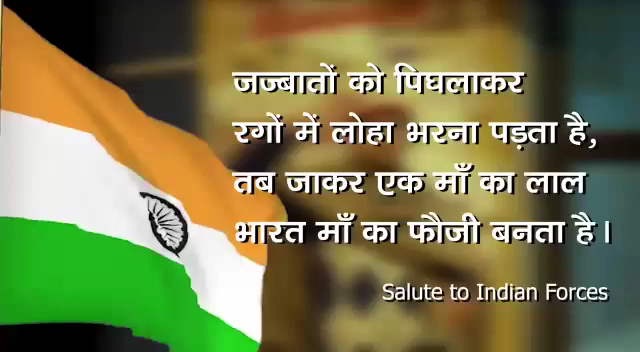 जज्बातों को पिघलाकर
रगों में लोहा भरना पड़ता है,
तब जाकर एक माँ का लाल
भारत माँ का फौजी बनता है।
Salute to Indian Forces